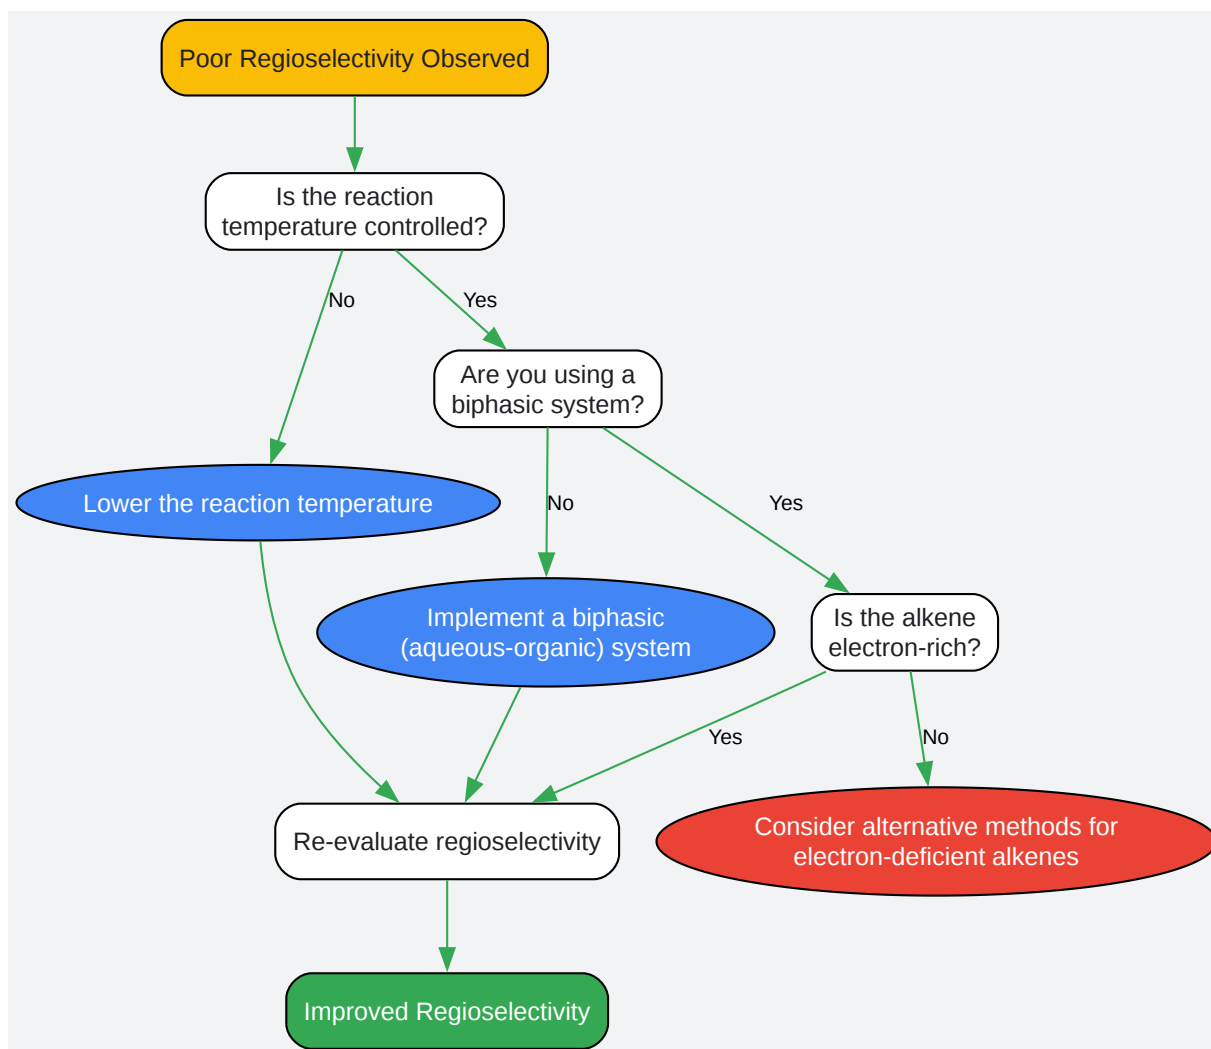 Poor Regioselectivity Observed
Is the reaction
temperature controlled?
No
Yes
Are you using a
biphasic system?
Lower the reaction temperature
No
Yes
Implement a biphasic
(aqueous-organic) system
Is the alkene
electron-rich?
Yes
No
Re-evaluate regioselectivity
Consider alternative methods for
electron-deficient alkenes
Improved Regioselectivity